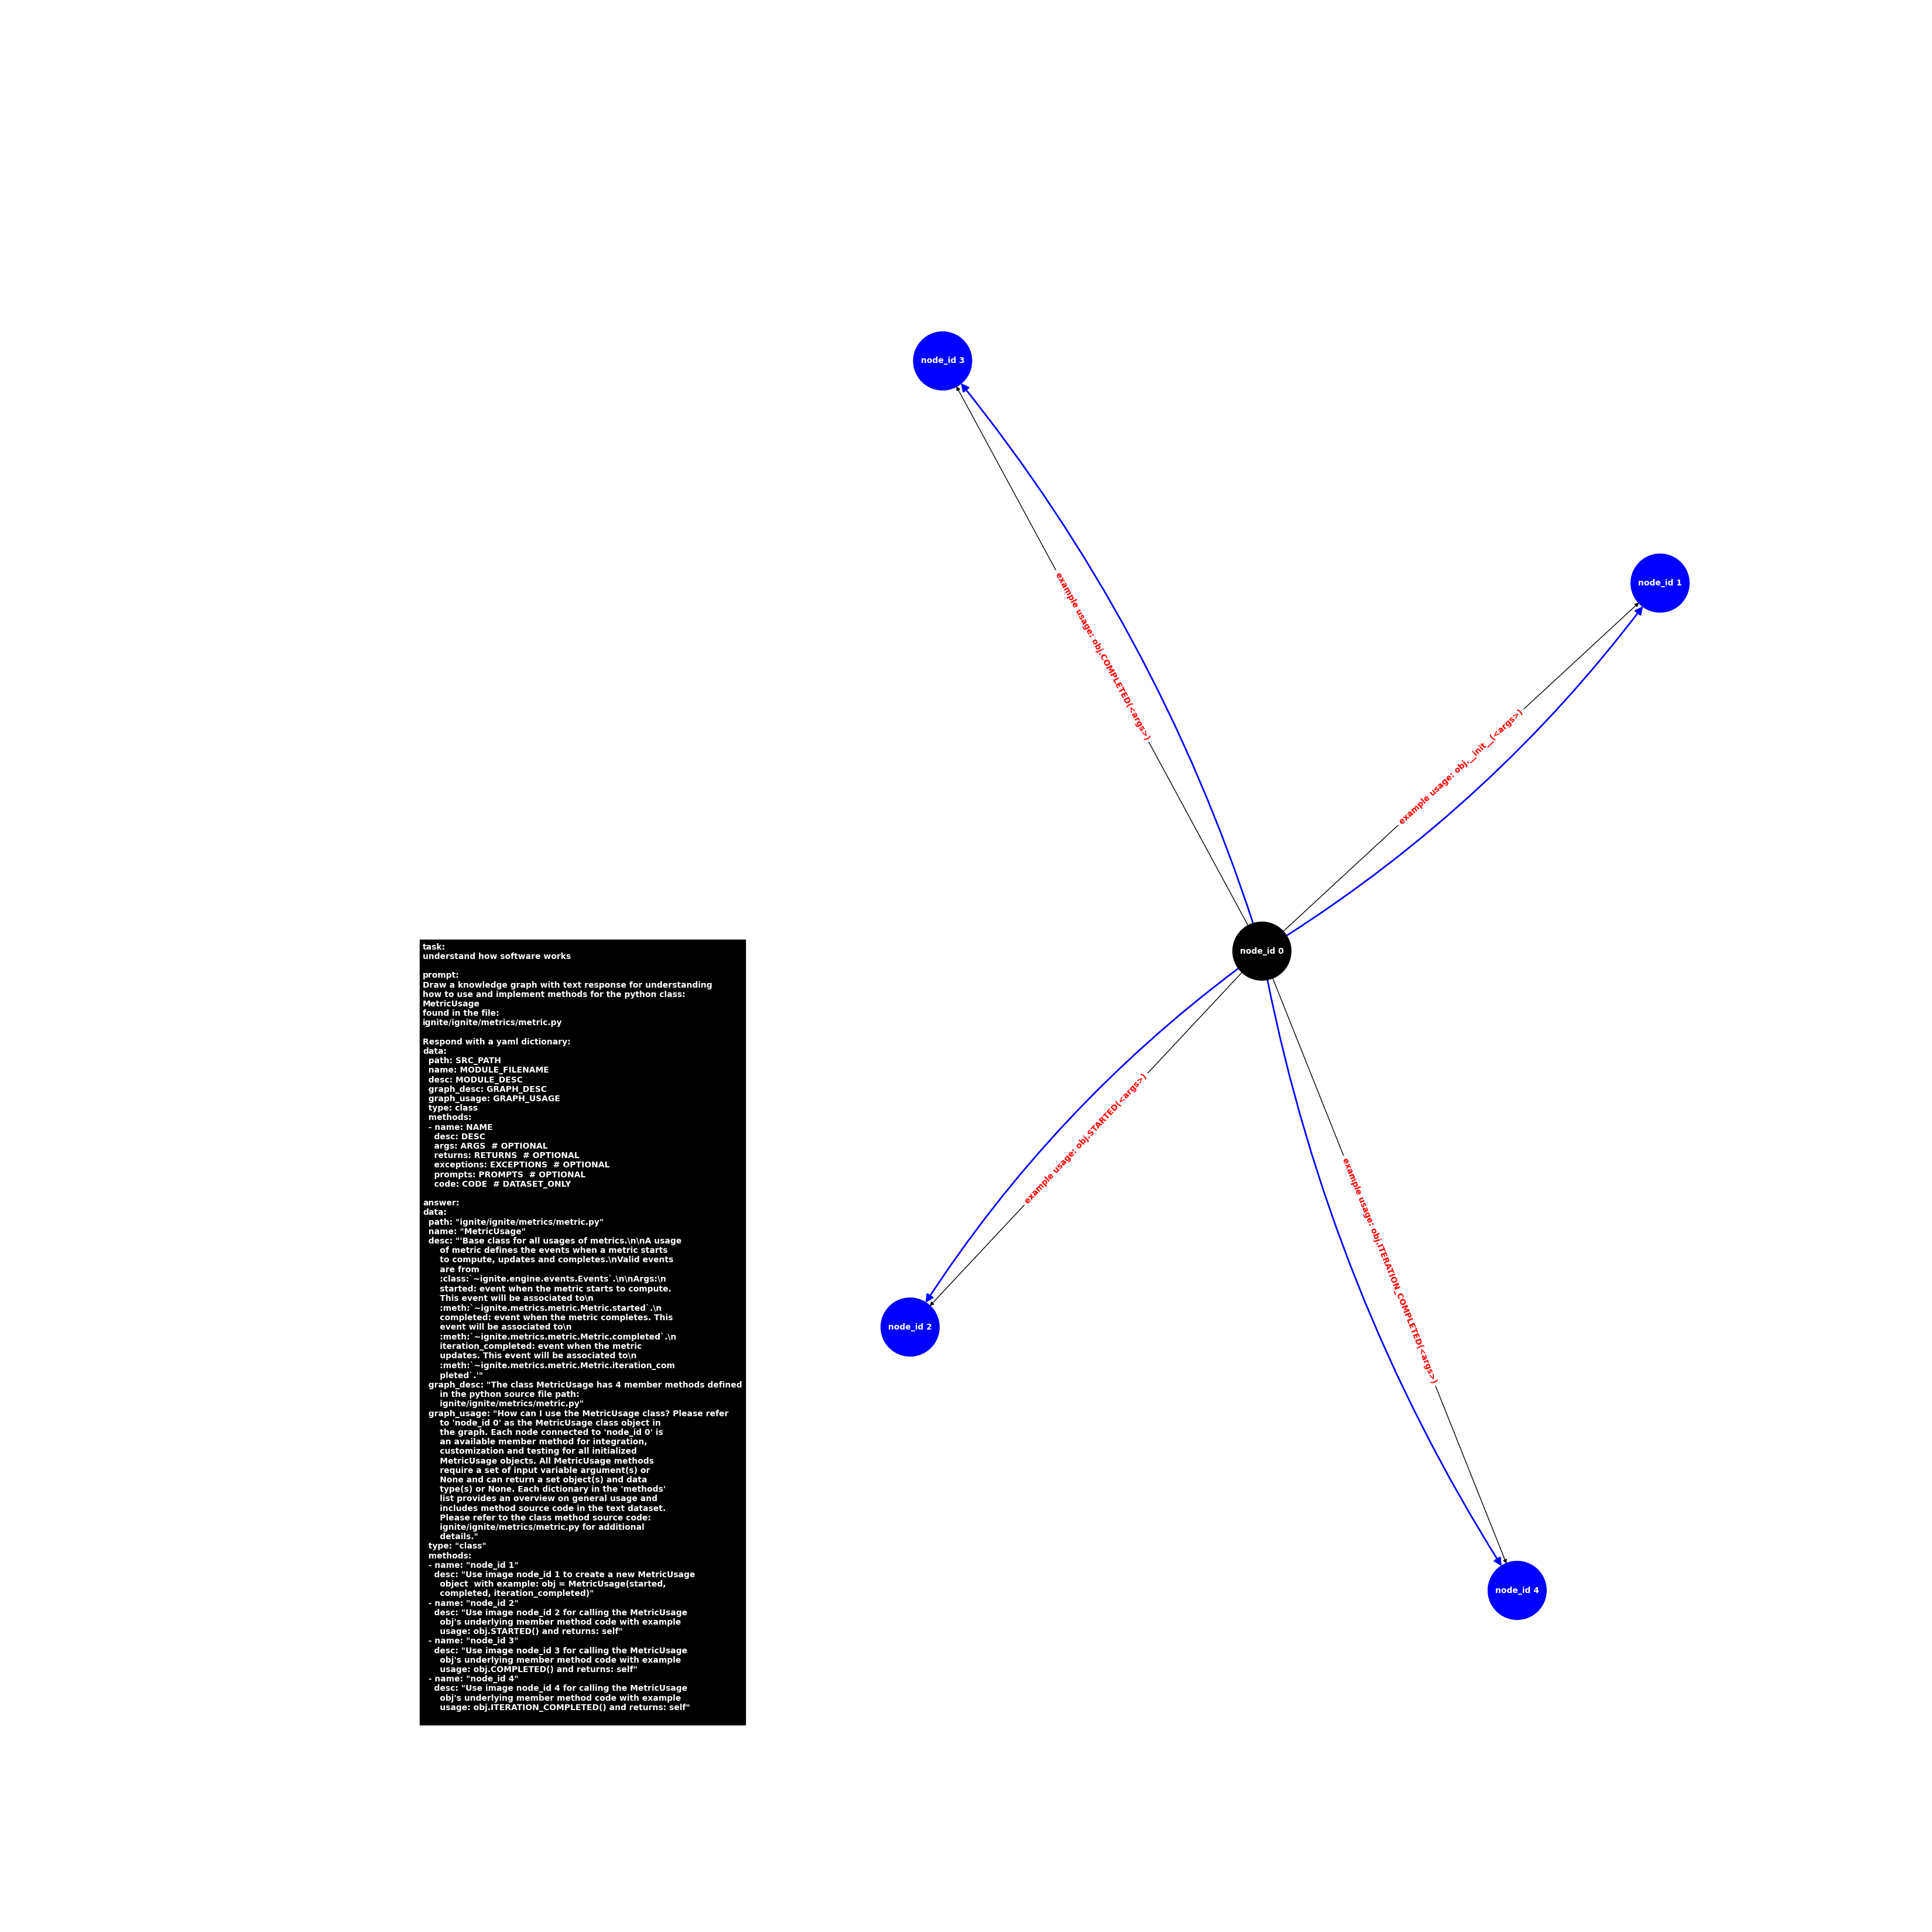 task:
understand how software works

prompt:
Draw a knowledge graph with text response for understanding
how to use and implement methods for the python class:
MetricUsage
found in the file:
ignite/ignite/metrics/metric.py

Respond with a yaml dictionary:
data:
  path: SRC_PATH
  name: MODULE_FILENAME
  desc: MODULE_DESC
  graph_desc: GRAPH_DESC
  graph_usage: GRAPH_USAGE
  type: class
  methods:
  - name: NAME
    desc: DESC
    args: ARGS  # OPTIONAL
    returns: RETURNS  # OPTIONAL
    exceptions: EXCEPTIONS  # OPTIONAL
    prompts: PROMPTS  # OPTIONAL
    code: CODE  # DATASET_ONLY

answer:
data:
  path: "ignite/ignite/metrics/metric.py"
  name: "MetricUsage"
  desc: "'Base class for all usages of metrics.\n\nA usage
      of metric defines the events when a metric starts
      to compute, updates and completes.\nValid events
      are from
      :class:`~ignite.engine.events.Events`.\n\nArgs:\n
      started: event when the metric starts to compute.
      This event will be associated to\n
      :meth:`~ignite.metrics.metric.Metric.started`.\n
      completed: event when the metric completes. This
      event will be associated to\n
      :meth:`~ignite.metrics.metric.Metric.completed`.\n
      iteration_completed: event when the metric
      updates. This event will be associated to\n
      :meth:`~ignite.metrics.metric.Metric.iteration_com
      pleted`.'"
  graph_desc: "The class MetricUsage has 4 member methods defined
      in the python source file path:
      ignite/ignite/metrics/metric.py"
  graph_usage: "How can I use the MetricUsage class? Please refer
      to 'node_id 0' as the MetricUsage class object in
      the graph. Each node connected to 'node_id 0' is
      an available member method for integration,
      customization and testing for all initialized
      MetricUsage objects. All MetricUsage methods
      require a set of input variable argument(s) or
      None and can return a set object(s) and data
      type(s) or None. Each dictionary in the 'methods'
      list provides an overview on general usage and
      includes method source code in the text dataset.
      Please refer to the class method source code:
      ignite/ignite/metrics/metric.py for additional
      details."
  type: "class"
  methods:
  - name: "node_id 1"
    desc: "Use image node_id 1 to create a new MetricUsage
      object  with example: obj = MetricUsage(started,
      completed, iteration_completed)"
  - name: "node_id 2"
    desc: "Use image node_id 2 for calling the MetricUsage
      obj's underlying member method code with example
      usage: obj.STARTED() and returns: self"
  - name: "node_id 3"
    desc: "Use image node_id 3 for calling the MetricUsage
      obj's underlying member method code with example
      usage: obj.COMPLETED() and returns: self"
  - name: "node_id 4"
    desc: "Use image node_id 4 for calling the MetricUsage
      obj's underlying member method code with example
      usage: obj.ITERATION_COMPLETED() and returns: self"
node_id 3
node_id 1
example usage: obj.COMPLETED(<args>)
example usage: obj.__init__(<args>)
node_id 0
example usage: obj.STARTED(<args>)
example usage: obj.ITERATION_COMPLETED(<args>)
node_id 2
node_id 4